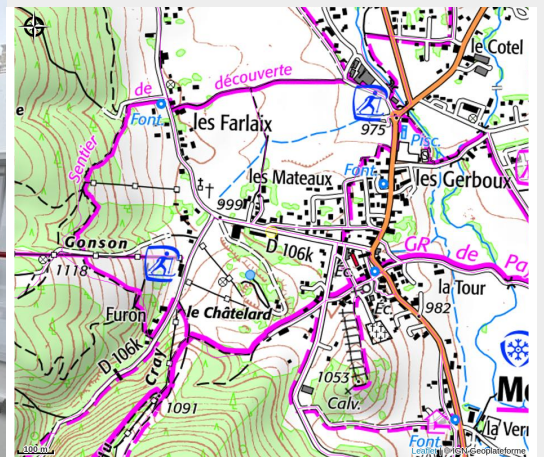 le Cotel
Sentier de découverte
Font.
les Farlaix
975
Pisc.
Font.
les Mateaux
les Gerboux
999
D 106k
Gonson
GR de Pa
1118
Ec.
la Tour
Furon
le Châtelard
Ec.
982
D 106k
Cray
1053
Calv.
1091
la Vern
Font.
100 m
Leaflet | © IGN-Geoplateforme